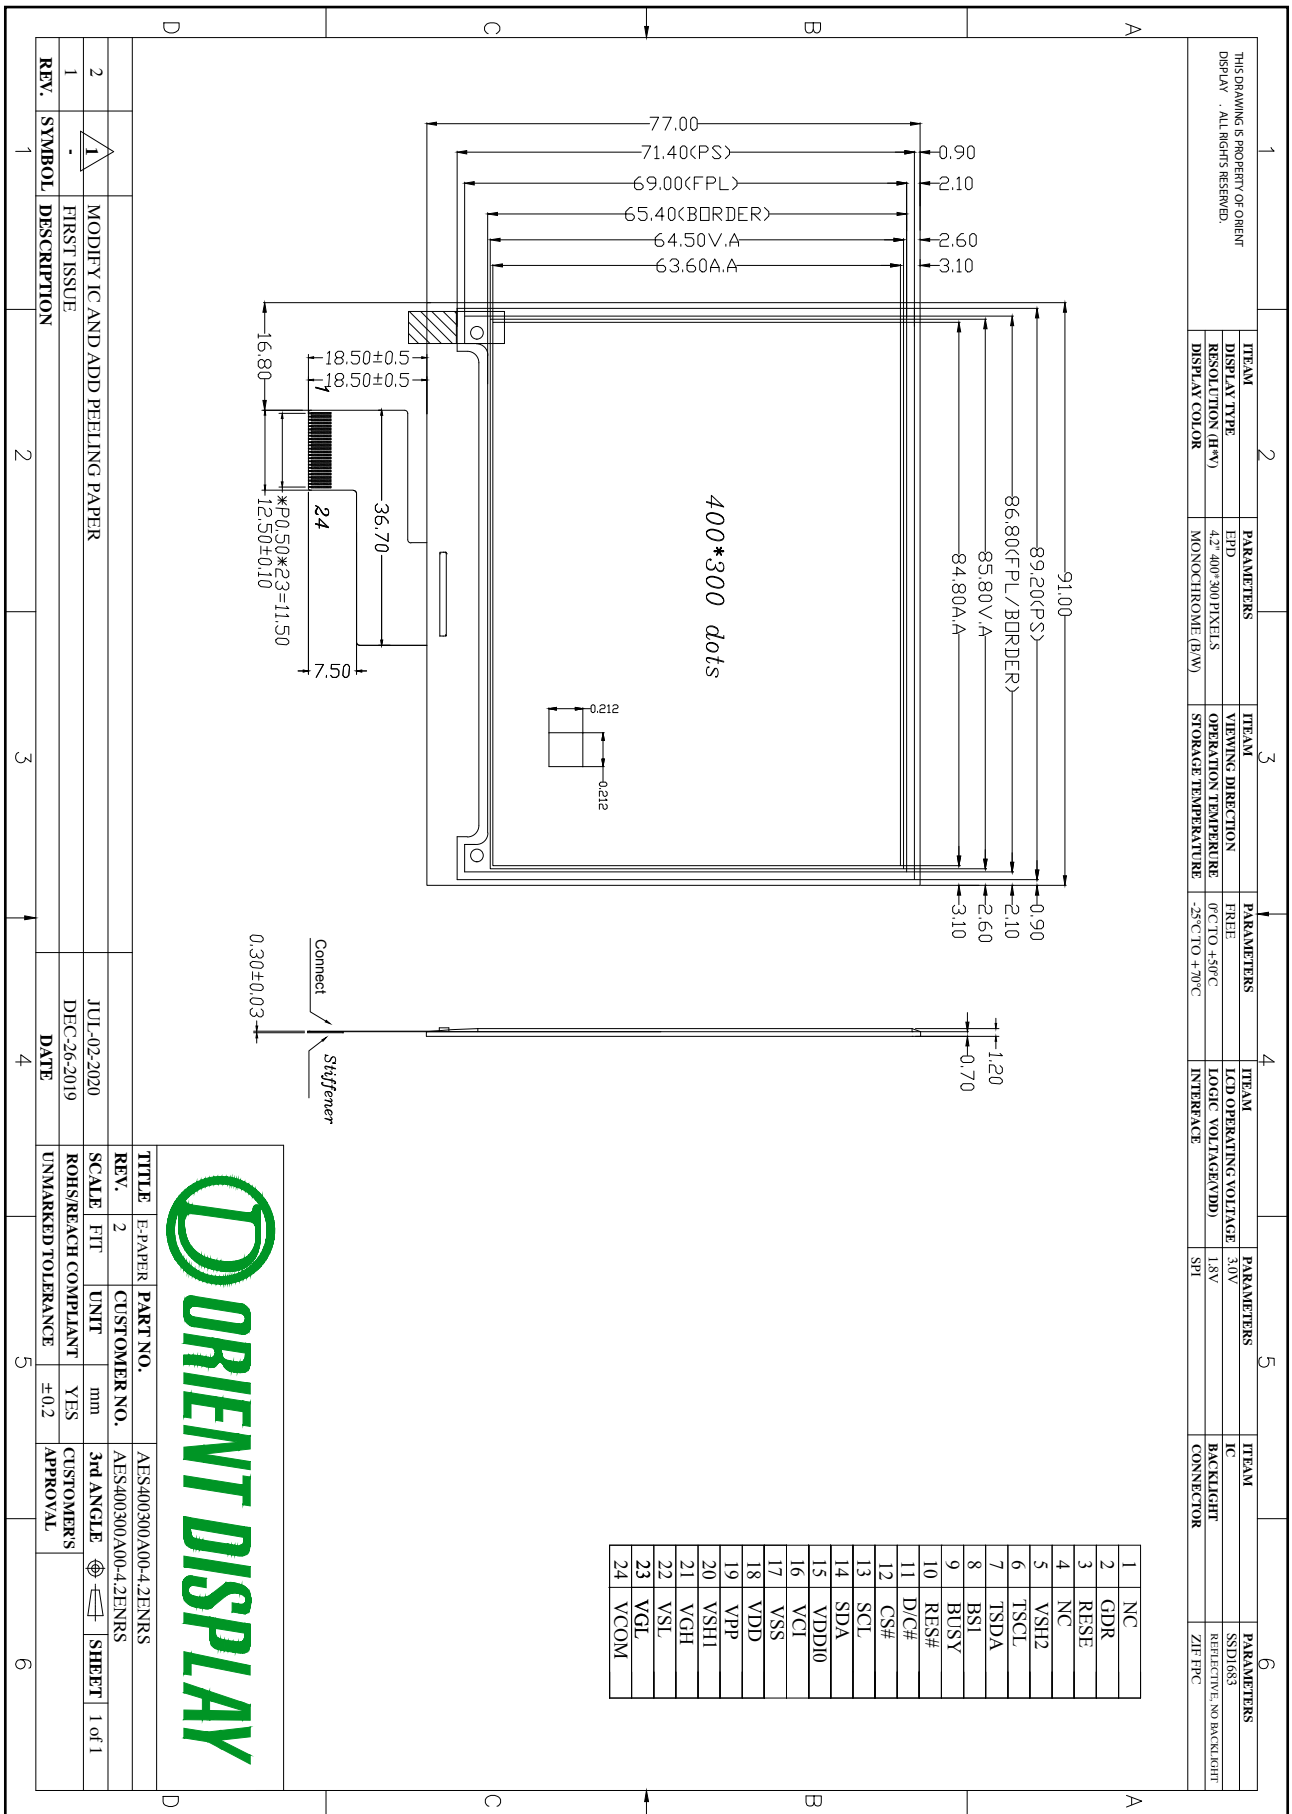 THIS DRAWING IS PROPERTY OF ORIENT
DISPLAY . ALL RIGHTS RESERVED.
1 2 3 4 5 6
A B C D
ITEAM PARAMETERS ITEAM PARAMETERS ITEAM PARAMETERS ITEAM PARAMETERS
DISPLAY TYPE EPD VIEWING DIRECTION FREE LCD OPERATING VOLTAGE 3.0V IC SSD1683
RESOLUTION (H*V) 4.2" 400*300 PIXELS OPERATION TEMPERURE 0°C TO +50°C LOGIC VOLTAGE(VDD) 1.8V BACKLIGHT REFLECTIVE, NO BACKLIGHT
DISPLAY COLOR MONOCHROME (B/W) STORAGE TEMPERATURE -25°C TO +70°C INTERFACE SPI CONNECTOR ZIF FPC
91.00
89.20(PS) 0.90
86.80(FPL/BORDER) 2.10
85.80V.A 2.60
84.80A.A 3.10
77.00
71.40(PS) 0.90
69.00(FPL) 2.10
65.40(BORDER)
64.50V.A 2.60
63.60A.A 3.10
400*300 dots
0.212
0.212
18.50±0.5
18.50±0.5
36.70
1 24
16.80
*P0.50*23=11.50
12.50±0.10
7.50
1.20
0.70
Connect
Stiffener
0.30±0.03
1 NC
2 GDR
3 RESE
4 NC
5 VSH2
6 TSCL
7 TSDA
8 BS1
9 BUSY
10 RES#
11 D/C#
12 CS#
13 SCL
14 SDA
15 VDDI0
16 VCI
17 VSS
18 VDD
19 VPP
20 VSH1
21 VGH
22 VSL
23 VGL
24 VCOM
ORIENT DISPLAY
TITLE E-PAPER PART NO. AES400300A00-4.2ENRS
REV. 2 CUSTOMER NO. AES400300A00-4.2ENRS
SCALE FIT UNIT mm 3rd ANGLE SHEET 1 of 1
ROHS/REACH COMPLIANT YES CUSTOMER'S
UNMARKED TOLERANCE ±0.2 APPROVAL
2 1 MODIFY IC AND ADD PEELING PAPER JUL-02-2020
1 - FIRST ISSUE DEC-26-2019
REV. SYMBOL DESCRIPTION DATE
1 2 3 4 5 6
A B C D